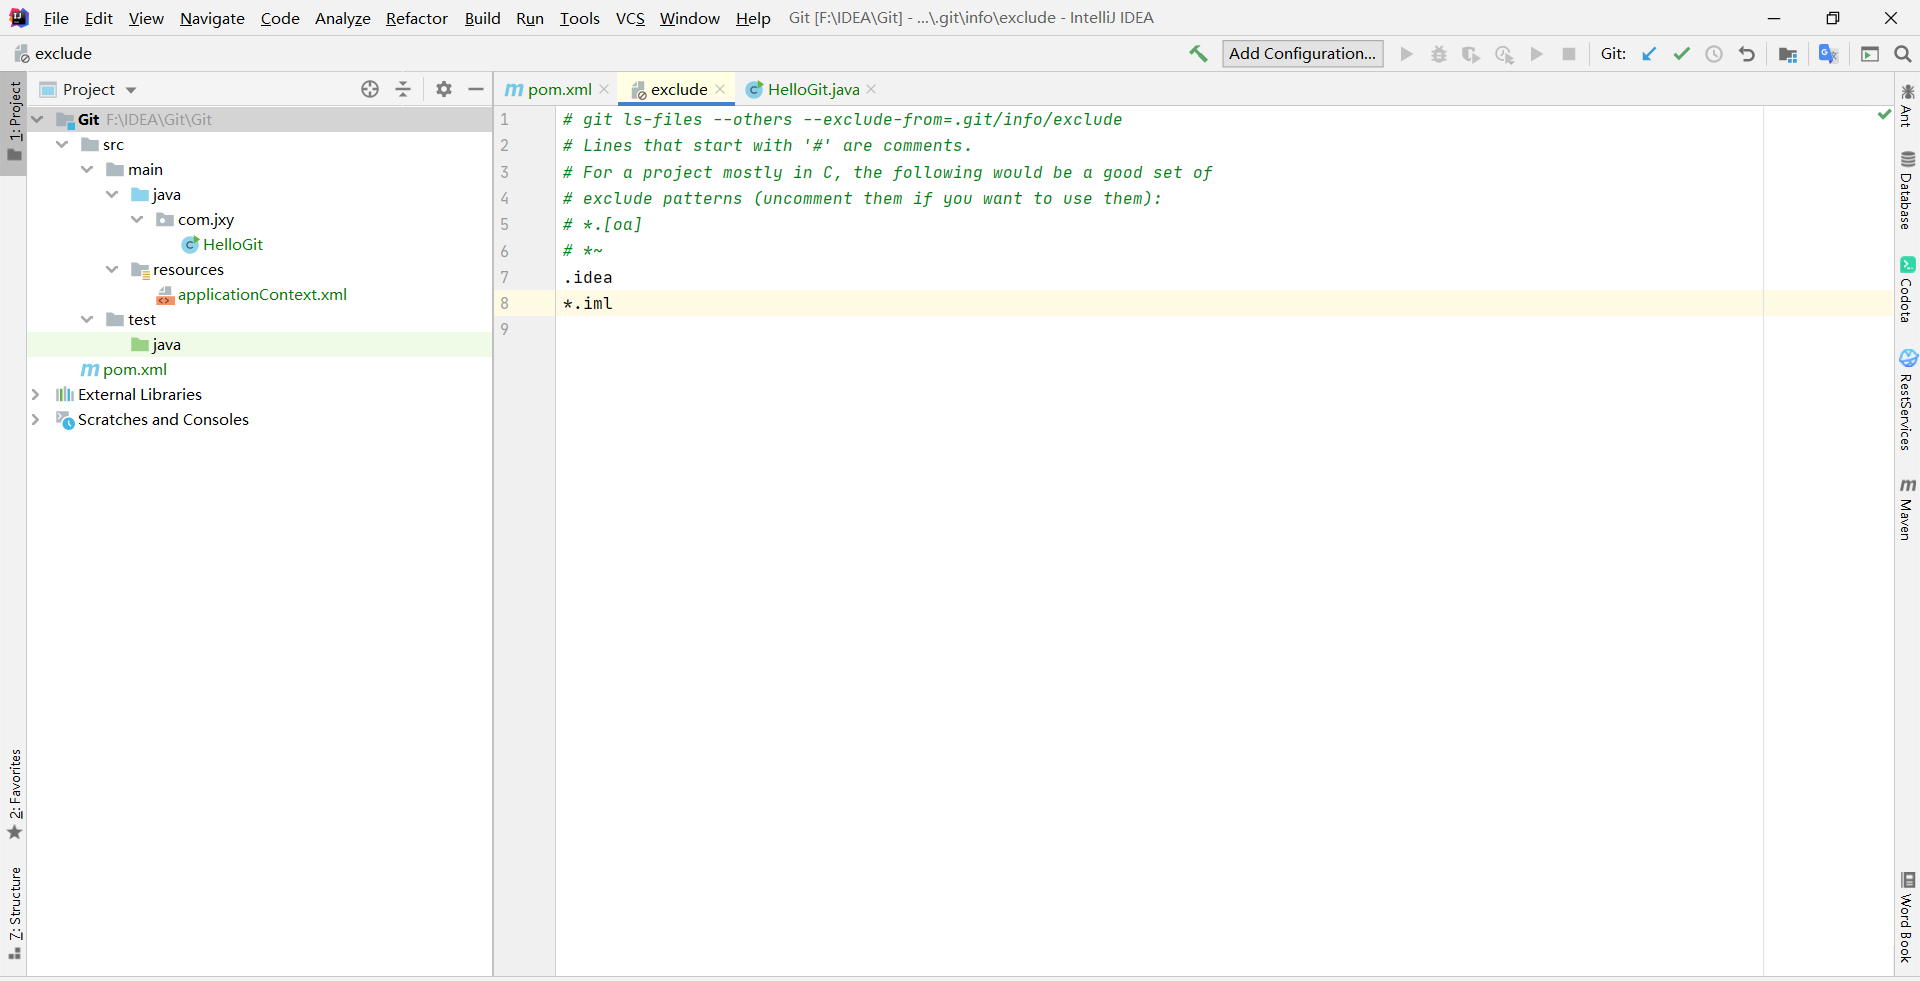 File Edit View Navigate Code Analyze Refactor Build Run Tools VCS Window Help Git [F:\IDEA\Git] - ...\.git\info\exclude - IntelliJ IDEA
exclude
Add Configuration...
Git:
1: Project
2: Favorites
7: Structure
Project
Git F:\IDEA\Git\Git
src
main
java
com.jxy
HelloGit
resources
applicationContext.xml
test
java
pom.xml
External Libraries
Scratches and Consoles
pom.xml exclude HelloGit.java
1 # git ls-files --others --exclude-from=.git/info/exclude
2 # Lines that start with '#' are comments.
3 # For a project mostly in C, the following would be a good set of
4 # exclude patterns (uncomment them if you want to use them):
5 # *.[oa]
6 # *~
7 .idea
8 *.iml
9
Ant
Database
Codota
RestServices
Maven
Word Book